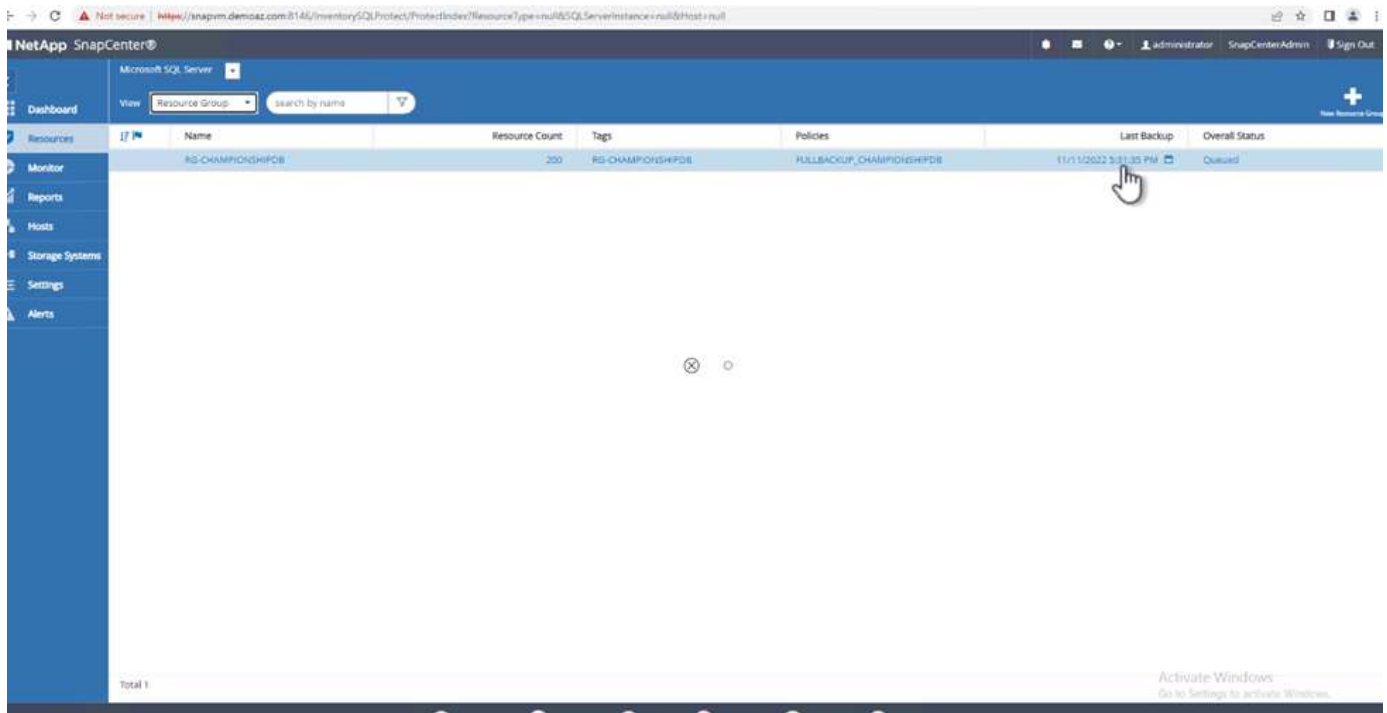 Not secure | https://snapvm.demoaz.com:8146/InventorySQLProtect/ProtectIndex?ResourceType=null&SQLServerInstance=null&Host=null
NetApp SnapCenter®
administrator SnapCenterAdmin Sign Out
Microsoft SQL Server
View Resource Group search by name
New Resource Group
Dashboard
Resources
Monitor
Reports
Hosts
Storage Systems
Settings
Alerts
Name Resource Count Tags Policies Last Backup Overall Status
RG-CHAMPIONSHIPDB 200 RG-CHAMPIONSHIPDB FULLBACKUP_CHAMPIONSHIPDB 11/11/2022 5:31:35 PM Queued
Total 1
Activate Windows
Go to Settings to activate Windows.